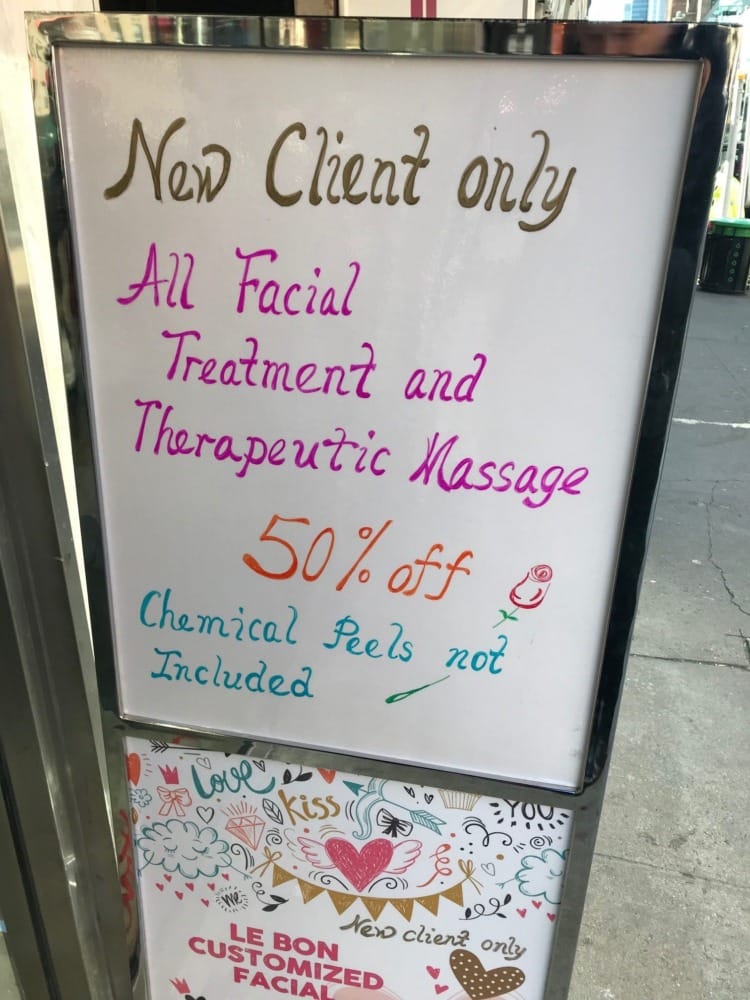 New Client only
All Facial
Treatment and
Therapeutic Massage
50% off
Chemical Peels not
Included
love
kiss
YOU
me
New client only
LE BON
CUSTOMIZED
FACIAL